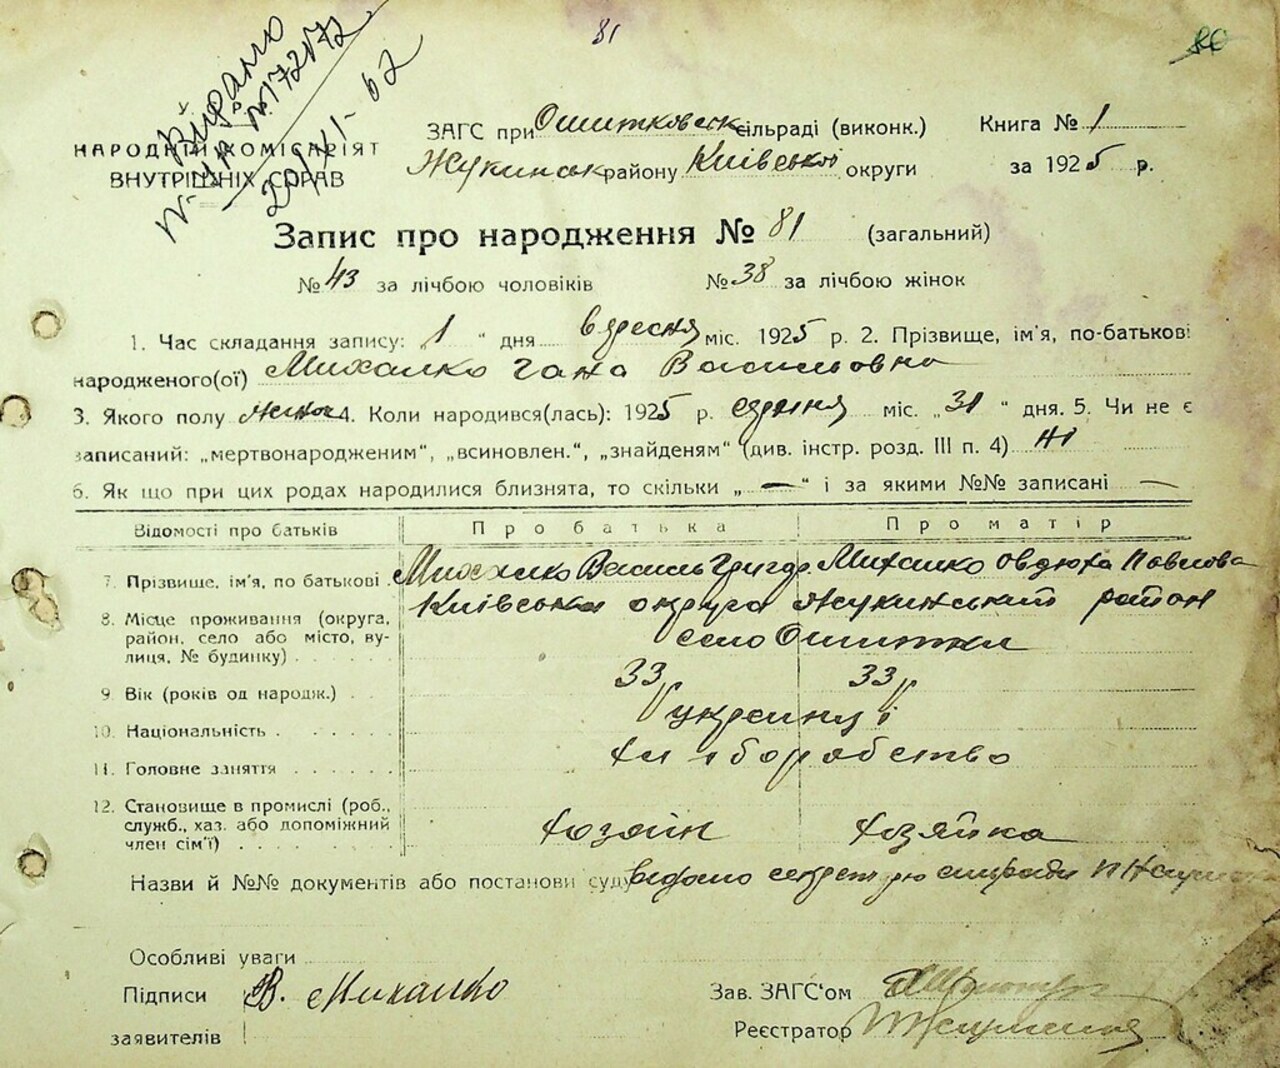 81
80
Видано
№ 172172
62
НАРОДНІЙ КОМІСАРІЯТ
ВНУТРІШНІХ СПРАВ
ЗАГС при Ошитковськ сільраді (виконк.) Книга № 1
Жукинськ району Київської округи за 1925 р.
Запис про народження № 81 (загальний)
№ 43 за лічбою чоловіків № 38 за лічбою жінок
1. Час складання запису: „1“ дня вересня міс. 1925 р. 2. Прізвище, ім'я, по-батькові
народженого(ої) Михалко Гана Васильовна
3. Якого полу жіноч 4. Коли народився(лась): 1925 р. серпня міс. „31“ дня. 5. Чи не є
записаний: „мертвонародженим“, „всиновлен.“, „знайденям“ (див. інстр. розд. III п. 4) ні
6. Як що при цих родах народилися близнята, то скільки „—“ і за якими №№ записані —
Відомості про батьків Про батька Про матір
7. Прізвище, ім'я, по батькові Михалко Василь Григор. Михалко Овдюха Павлова
8. Місце проживання (округа, район, село або місто, вулиця, № будинку) Київська округа Жукинський район
село Ошитки
9. Вік (років од народж.) 33 р 33 р
10. Національність українці
11. Головне заняття хліборобство
12. Становище в промислі (роб., служб., хаз. або допоміжний член сім'ї) хозяїн хозяйка
Назви й №№ документів або постанови суду відомо секретарю сільради
Особливі уваги
Підписи В. Михалко Зав. ЗАГС'ом
заявителів Реєстратор